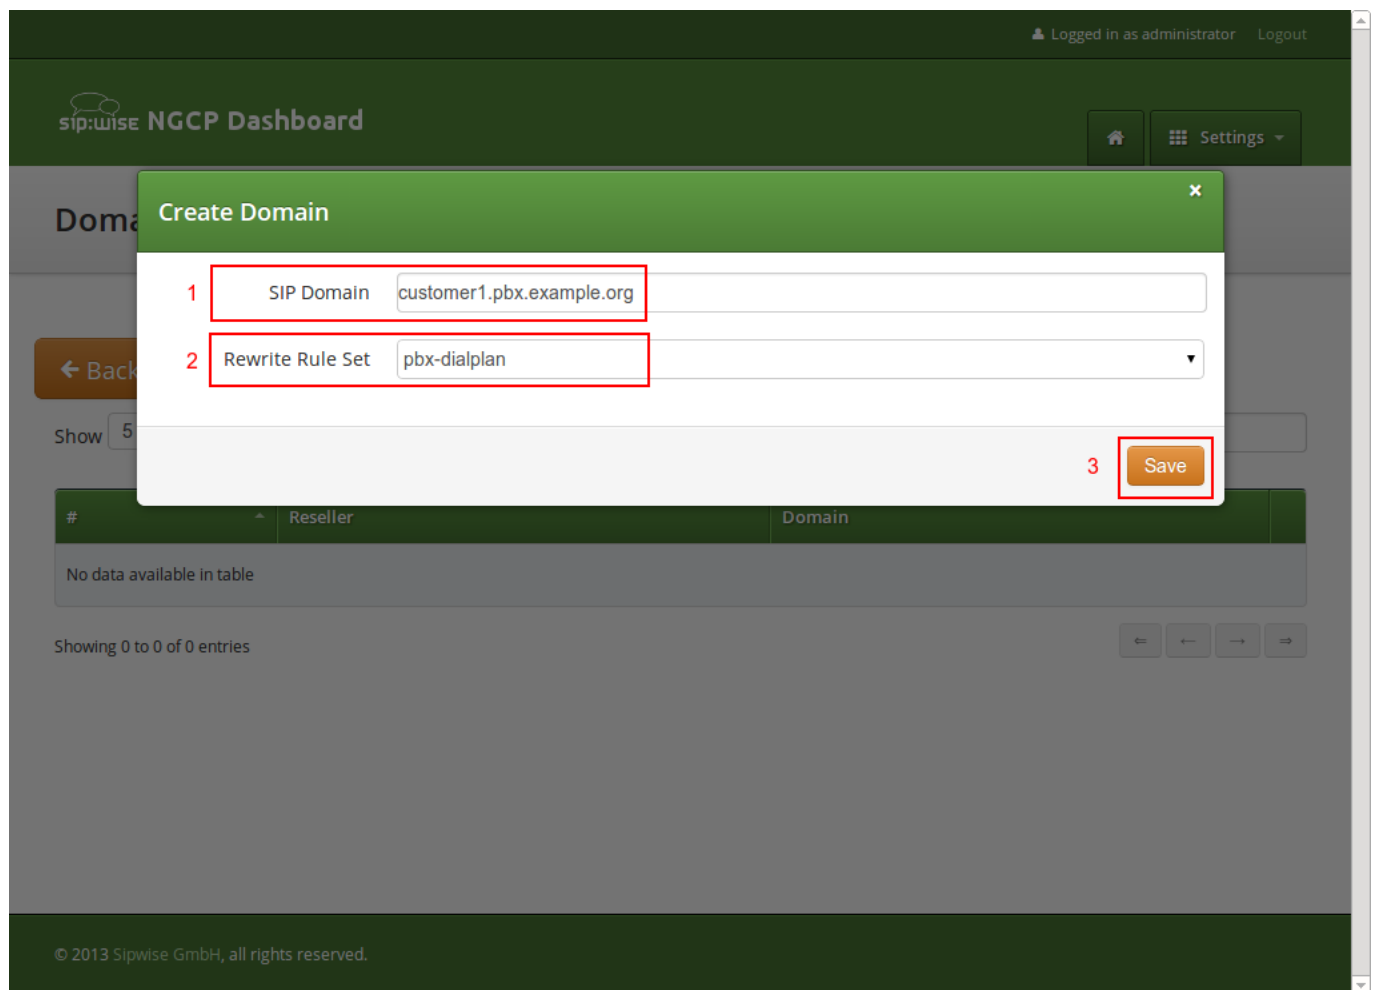 Logged in as administrator Logout
sip:wise NGCP Dashboard
Settings
Create Domain
Doma
1 SIP Domain customer1.pbx.example.org
2 Rewrite Rule Set pbx-dialplan
Back
Show 5
3 Save
# Reseller Domain
No data available in table
Showing 0 to 0 of 0 entries
© 2013 Sipwise GmbH, all rights reserved.